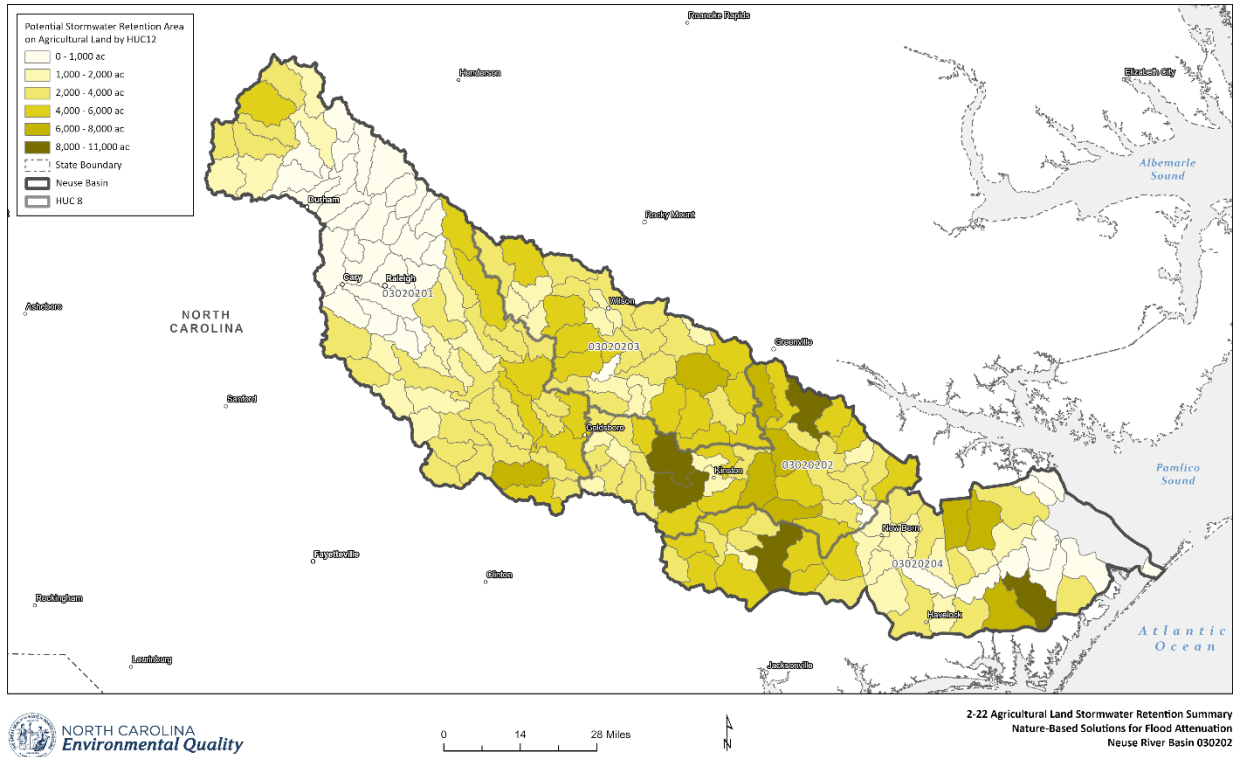 Potential Stormwater Retention Area
on Agricultural Land by HUC12
0 - 1,000 ac
1,000 - 2,000 ac
2,000 - 4,000 ac
4,000 - 6,000 ac
6,000 - 8,000 ac
8,000 - 11,000 ac
State Boundary
Neuse Basin
HUC 8
Roanoke Rapids
Henderson
Elizabeth City
Albemarle
Sound
Durham
Rocky Mount
Cary
Raleigh
03020201
Asheboro
NORTH
CAROLINA
Wilson
03020203
Greenville
Sanford
Goldsboro
03020202
Kinston
Pamlico
Sound
New Bern
Fayetteville
03020204
Clinton
Rockingham
Havelock
Atlantic
Ocean
Laurinburg
Jacksonville
NORTH CAROLINA
Environmental Quality
0 14 28 Miles
N
2-22 Agricultural Land Stormwater Retention Summary
Nature-Based Solutions for Flood Attenuation
Neuse River Basin 030202